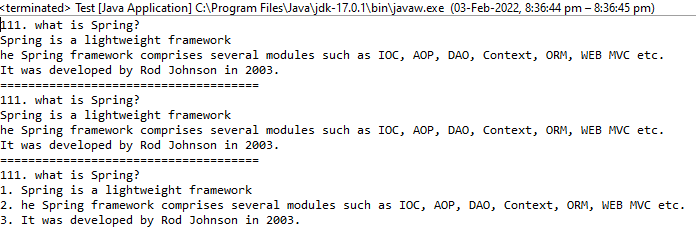 <terminated> Test [Java Application] C:\Program Files\Java\jdk-17.0.1\bin\javaw.exe (03-Feb-2022, 8:36:44 pm – 8:36:45 pm)
111. what is Spring?
Spring is a lightweight framework
he Spring framework comprises several modules such as IOC, AOP, DAO, Context, ORM, WEB MVC etc.
It was developed by Rod Johnson in 2003.
=====================================
111. what is Spring?
Spring is a lightweight framework
he Spring framework comprises several modules such as IOC, AOP, DAO, Context, ORM, WEB MVC etc.
It was developed by Rod Johnson in 2003.
=====================================
111. what is Spring?
1. Spring is a lightweight framework
2. he Spring framework comprises several modules such as IOC, AOP, DAO, Context, ORM, WEB MVC etc.
3. It was developed by Rod Johnson in 2003.